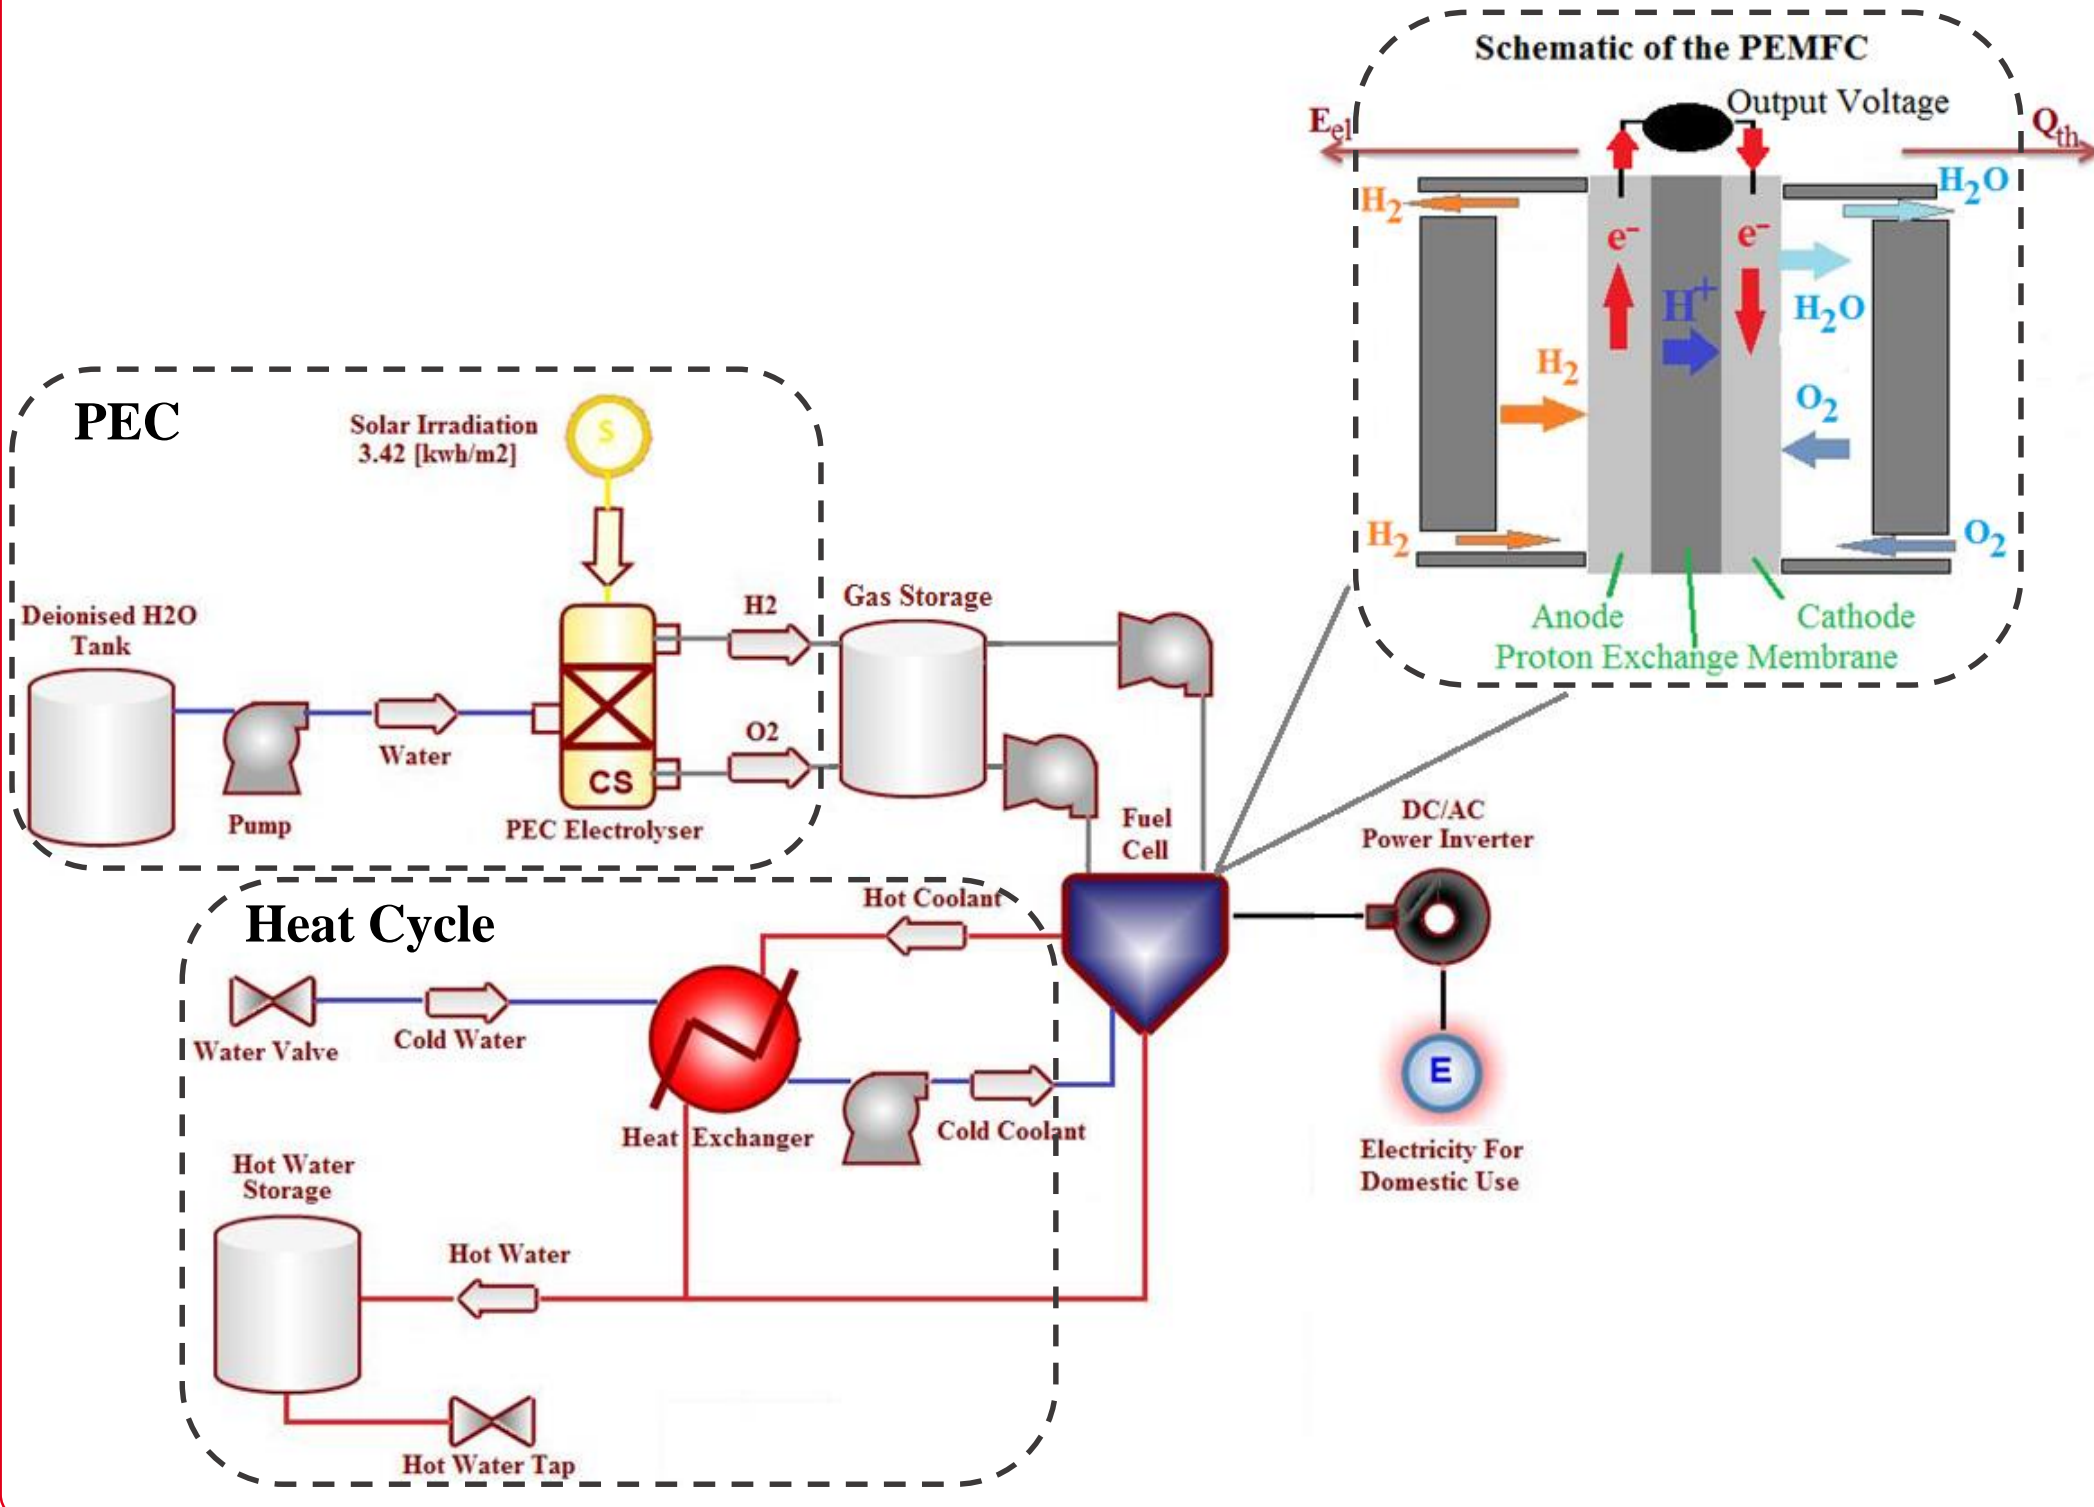 Schematic of the PEMFC
Output Voltage
Eel
Qth
H2
H2O
e-
e-
H+
H2O
H2
O2
H2
O2
Anode
Cathode
Proton Exchange Membrane
PEC
Solar Irradiation
3.42 [kwh/m2]
S
Deionised H2O
Tank
H2
Gas Storage
O2
Water
CS
Pump
PEC Electrolyser
Fuel
Cell
DC/AC
Power Inverter
Heat Cycle
Hot Coolant
Water Valve
Cold Water
E
Heat Exchanger
Cold Coolant
Electricity For
Domestic Use
Hot Water
Storage
Hot Water
Hot Water Tap